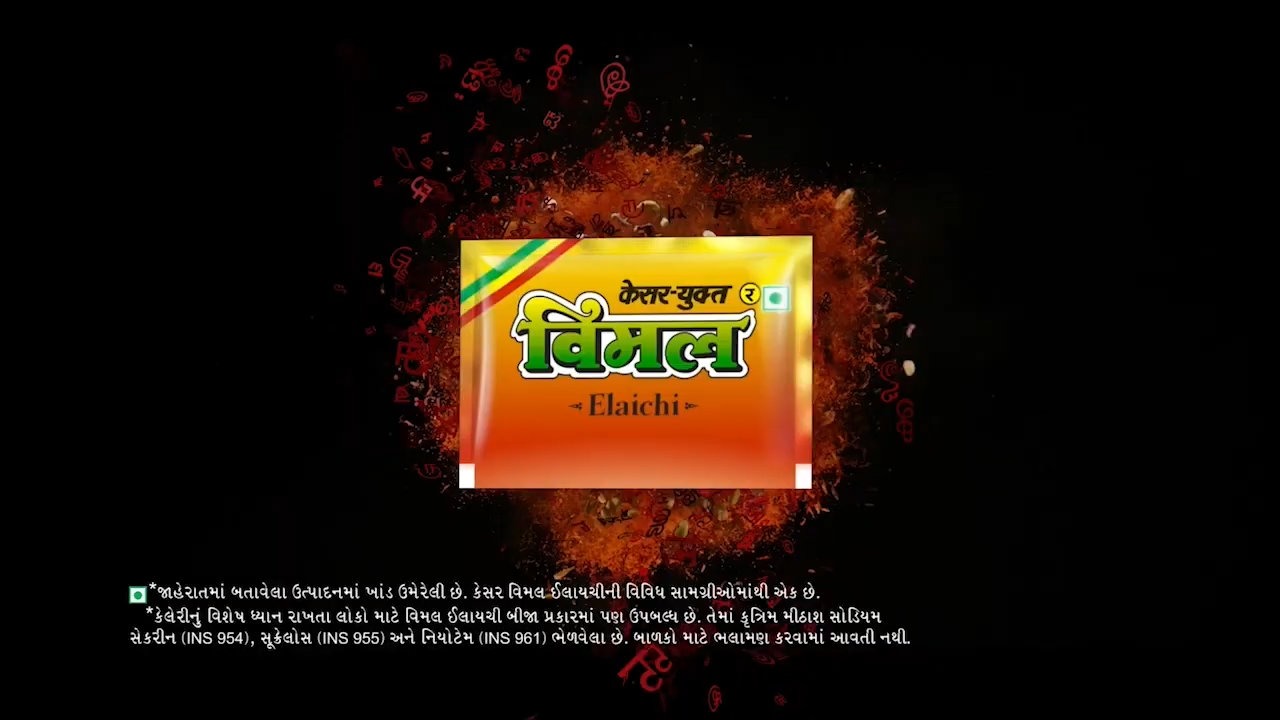 केसर-युक्त र
विमल
Elaichi
*જાહેરાતમાં બતાવેલા ઉત્પાદનમાં ખાંડ ઉમેરેલી છે. કેસર વિમલ ઈલાયચીની વિવિધ સામગ્રીઓમાંથી એક છે.
*કેલેરીનું વિશેષ ધ્યાન રાખતા લોકો માટે વિમલ ઈલાયચી બીજા પ્રકારમાં પણ ઉપલબ્ધ છે. તેમાં કૃત્રિમ મીઠાશ સોડિયમ
સેકરીન (INS 954), સૂક્રેલોસ (INS 955) અને નિયોટેમ (INS 961) ભેળવેલા છે. બાળકો માટે ભલામણ કરવામાં આવતી નથી.